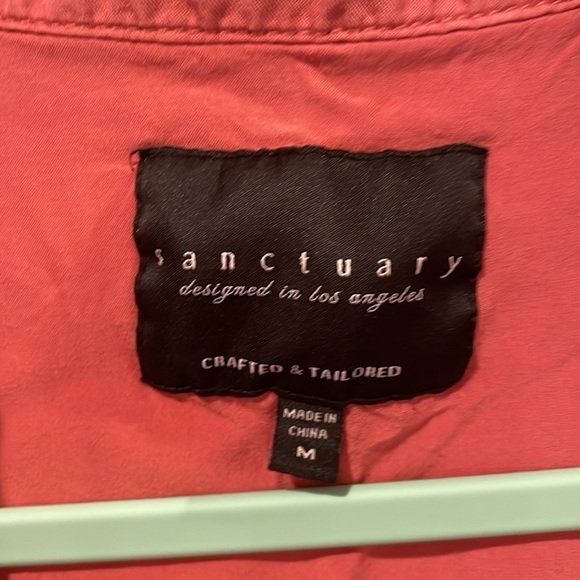 sanctuary
designed in los angeles
CRAFTED & TAILORED
MADE IN
CHINA
M